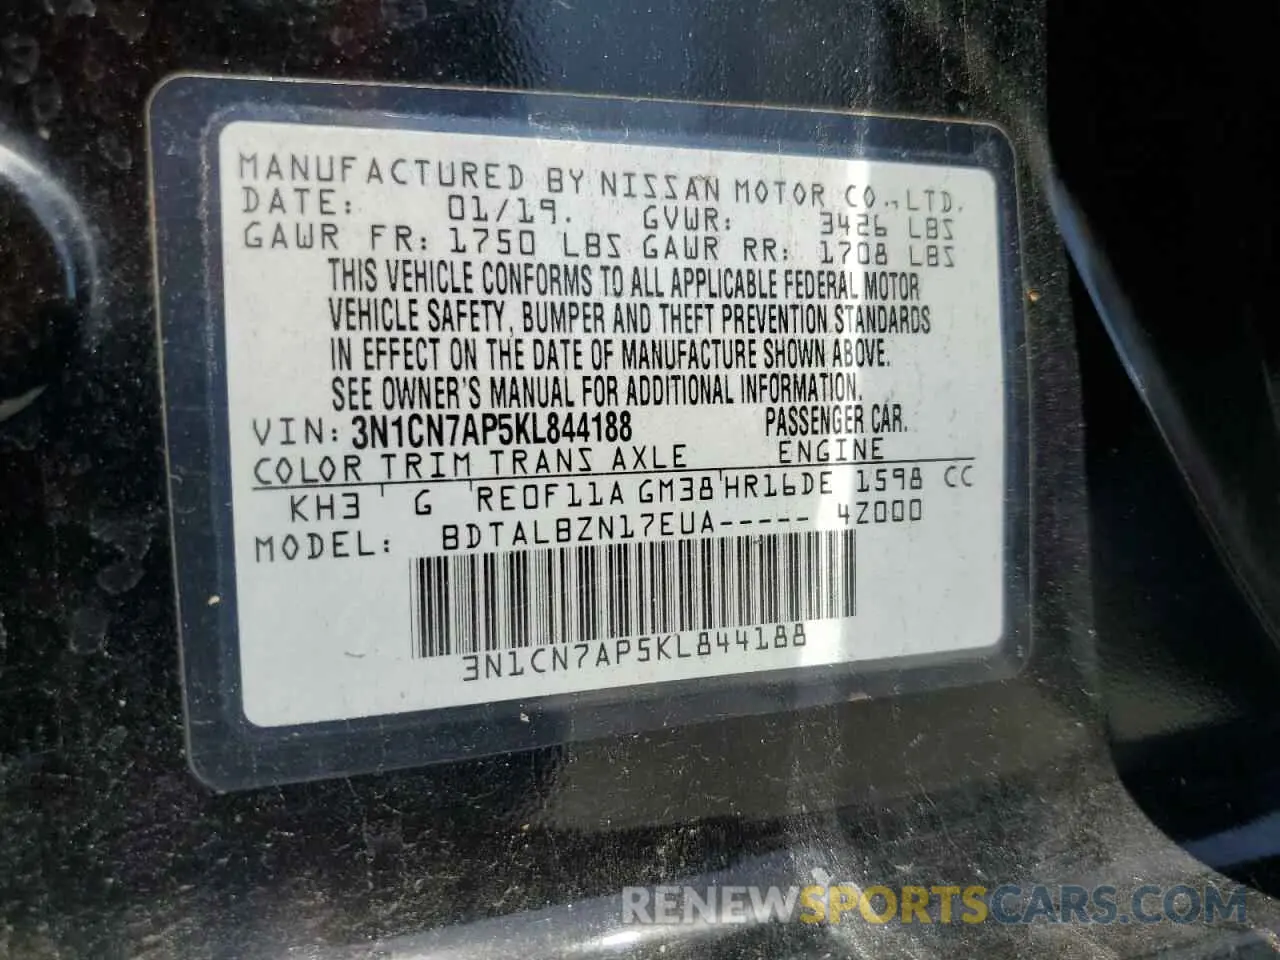 MANUFACTURED BY NISSAN MOTOR CO.,LTD.
DATE: 01/19. GVWR: 3426 LBS
GAWR FR: 1750 LBS GAWR RR: 1708 LBS
THIS VEHICLE CONFORMS TO ALL APPLICABLE FEDERAL MOTOR
VEHICLE SAFETY, BUMPER AND THEFT PREVENTION STANDARDS
IN EFFECT ON THE DATE OF MANUFACTURE SHOWN ABOVE.
SEE OWNER'S MANUAL FOR ADDITIONAL INFORMATION.
VIN: 3N1CN7AP5KL844188 PASSENGER CAR.
COLOR TRIM TRANS AXLE ENGINE
KH3 G RE0F11A GM38 HR16DE 1598 CC
MODEL: BDTALBZN17EUA----- 4Z000
3N1CN7AP5KL844188
RENEWSPORTSCARS.COM